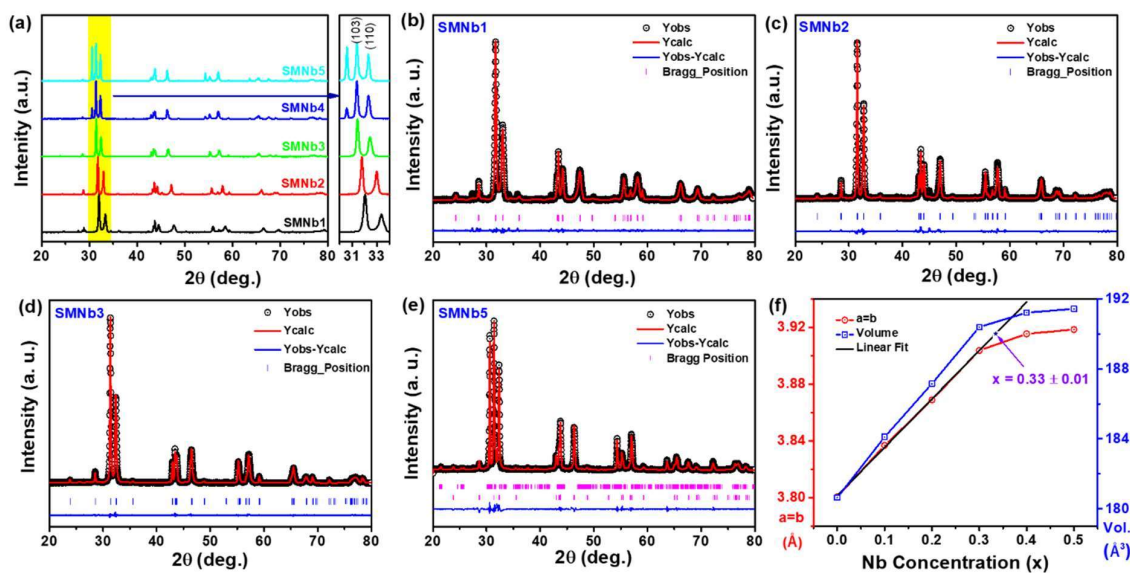 (a)
(103)
(110)
SMNb5
SMNb4
SMNb3
SMNb2
SMNb1
Intenity (a.u.)
20 30 40 50 60 70 80
31 33
2θ (deg.)
(b)
SMNb1
Yobs
Ycalc
Yobs-Ycalc
Bragg_Position
Intensity (a. u.)
20 30 40 50 60 70 80
2θ (deg.)
(c)
SMNb2
Yobs
Ycalc
Yobs-Ycalc
Bragg_Position
Intensity (a. u.)
20 30 40 50 60 70 80
2θ (deg.)
(d)
SMNb3
Yobs
Ycalc
Yobs-Ycalc
Bragg_Position
Intensity (a. u.)
20 30 40 50 60 70 80
2θ (deg.)
(e)
SMNb5
Yobs
Ycalc
Yobs-Ycalc
Bragg_Position
Intensity (a. u.)
20 30 40 50 60 70 80
2θ (deg.)
(f)
a=b
Volume
Linear Fit
x = 0.33 ± 0.01
3.92
3.88
3.84
3.80
a=b
(Å)
192
189
186
183
180
Vol.
(Å³)
0.0 0.1 0.2 0.3 0.4 0.5
Nb Concentration (x)